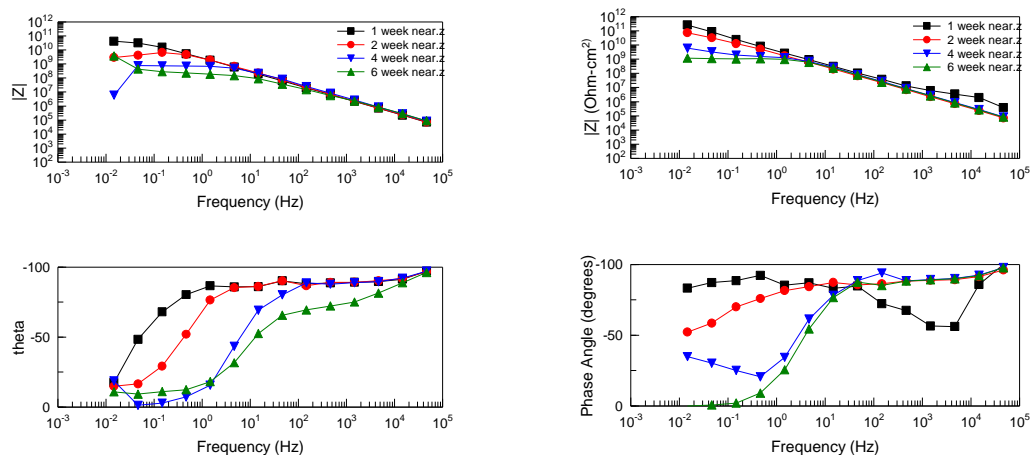 10^12
10^11
10^10
10^9
10^8
10^7
10^6
10^5
10^4
10^3
10^2
|Z|
1 week near.z
2 week near.z
4 week near.z
6 week near.z
10^-3 10^-2 10^-1 10^0 10^1 10^2 10^3 10^4 10^5
Frequency (Hz)
10^12
10^11
10^10
10^9
10^8
10^7
10^6
10^5
10^4
10^3
10^2
|Z| (Ohm-cm²)
1 week near.z
2 week near.z
4 week near.z
6 week near.z
10^-3 10^-2 10^-1 10^0 10^1 10^2 10^3 10^4 10^5
Frequency (Hz)
-100
-50
0
theta
10^-3 10^-2 10^-1 10^0 10^1 10^2 10^3 10^4 10^5
Frequency (Hz)
-100
-50
0
Phase Angle (degrees)
10^-3 10^-2 10^-1 10^0 10^1 10^2 10^3 10^4 10^5
Frequency (Hz)